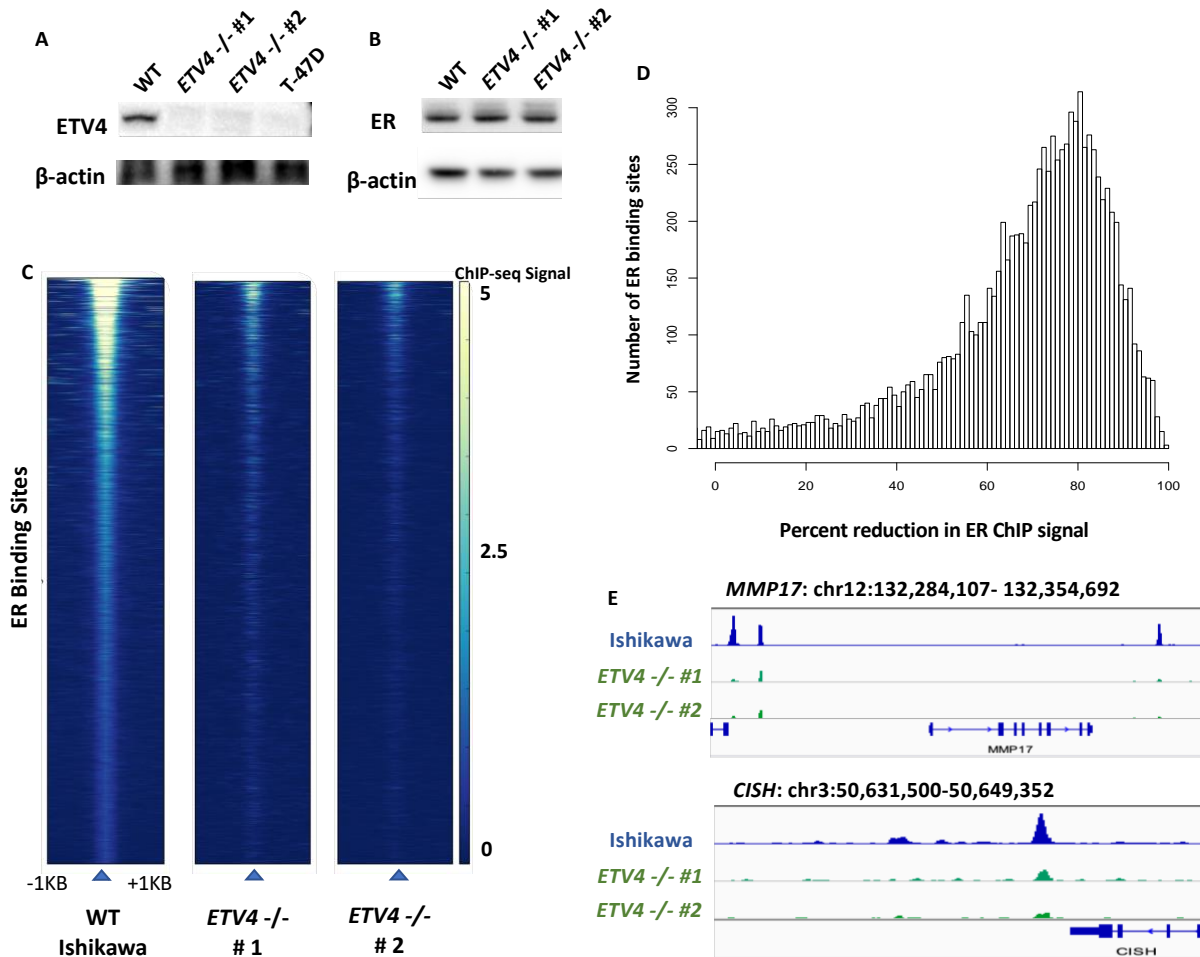 A
WT
ETV4 -/- #1
ETV4 -/- #2
T-47D
ETV4
β-actin
B
WT
ETV4 -/- #1
ETV4 -/- #2
ER
β-actin
C
ChIP-seq Signal
5
2.5
0
ER Binding Sites
-1KB
+1KB
WT
Ishikawa
ETV4 -/-
# 1
ETV4 -/-
# 2
D
Number of ER binding sites
300
250
200
150
100
50
0
0 20 40 60 80 100
Percent reduction in ER ChIP signal
E
MMP17: chr12:132,284,107- 132,354,692
Ishikawa
ETV4 -/- #1
ETV4 -/- #2
MMP17
CISH: chr3:50,631,500-50,649,352
Ishikawa
ETV4 -/- #1
ETV4 -/- #2
CISH